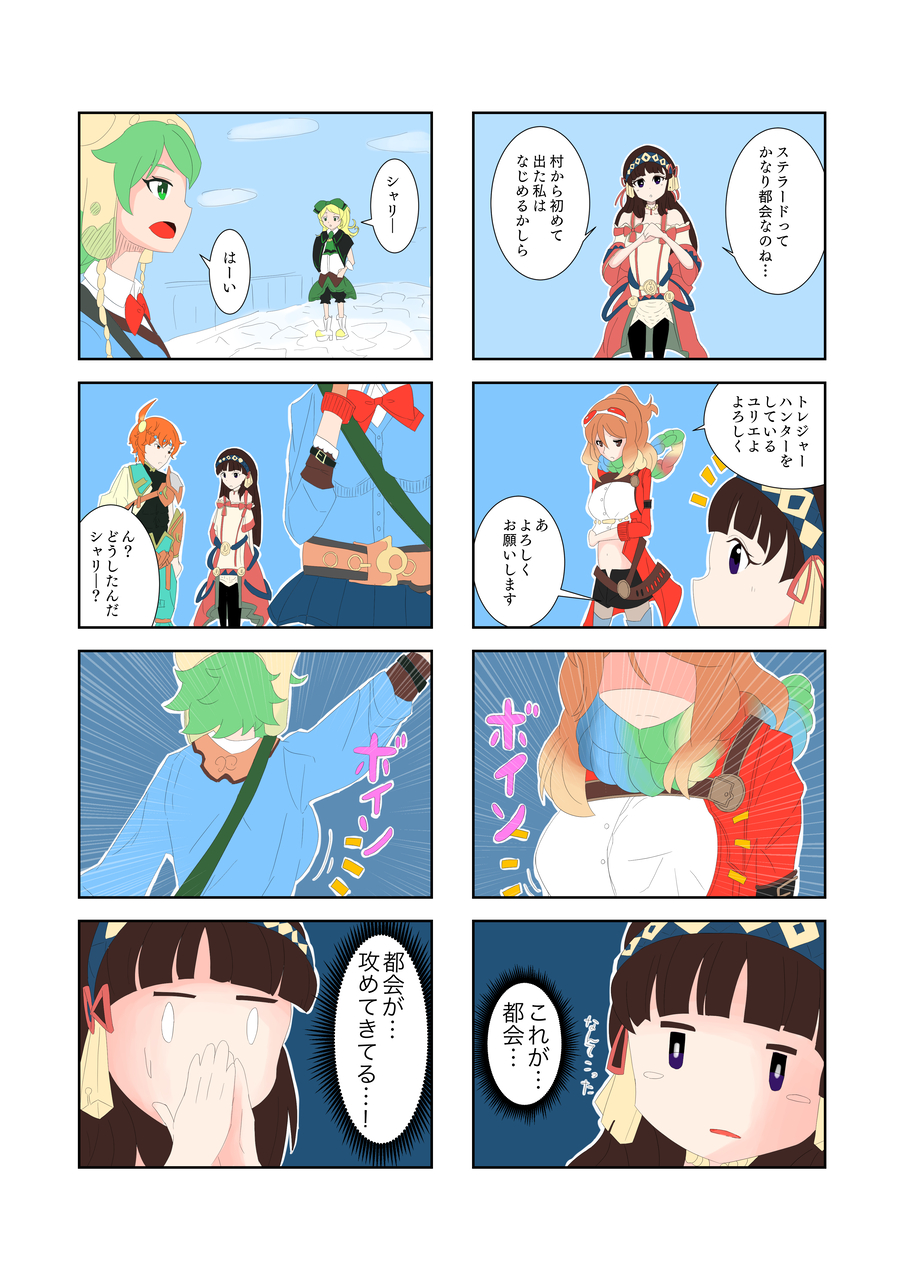 ステラードって
かなり都会なのね…
村から初めて
出た私は
なじめるかしら
トレジャー
ハンターを
している
ユリエよ
よろしく
あ
よろしく
お願いします
ボイン
これが…
都会…
なんてこった
シャリー
はーい
ん?
どうしたんだ
シャリー?
ボイン
都会が…
攻めてきてる…!